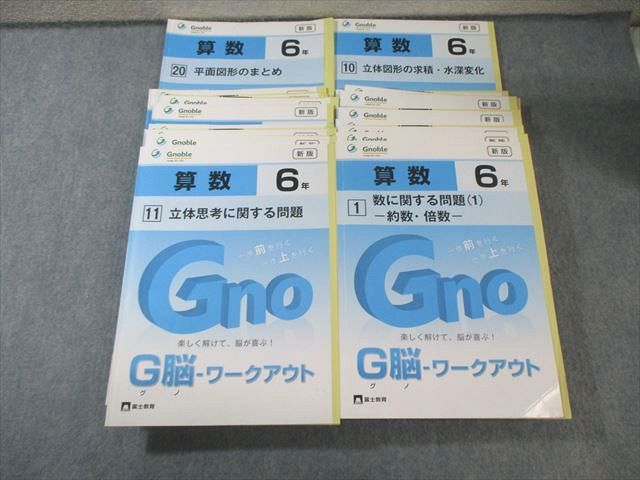 Gnoble
新版
算数 6年
20 平面図形のまとめ
Gnoble
新版
算数 6年
10 立体図形の求積・水深変化
Gnoble
新版
新版
Gnoble
新版
Gnoble
新版
算数 6年
11 立体思考に関する問題
一歩前を行く
一歩上を行く
Gno
楽しく解けて、脳が喜ぶ!
G脳-ワークアウト
グノ
富士教育
Gnoble
新版
算数 6年
1 数に関する問題(1)
−約数・倍数−
一歩前を行く
一歩上を行く
Gno
楽しく解けて、脳が喜ぶ!
G脳-ワークアウト
グノ
富士教育